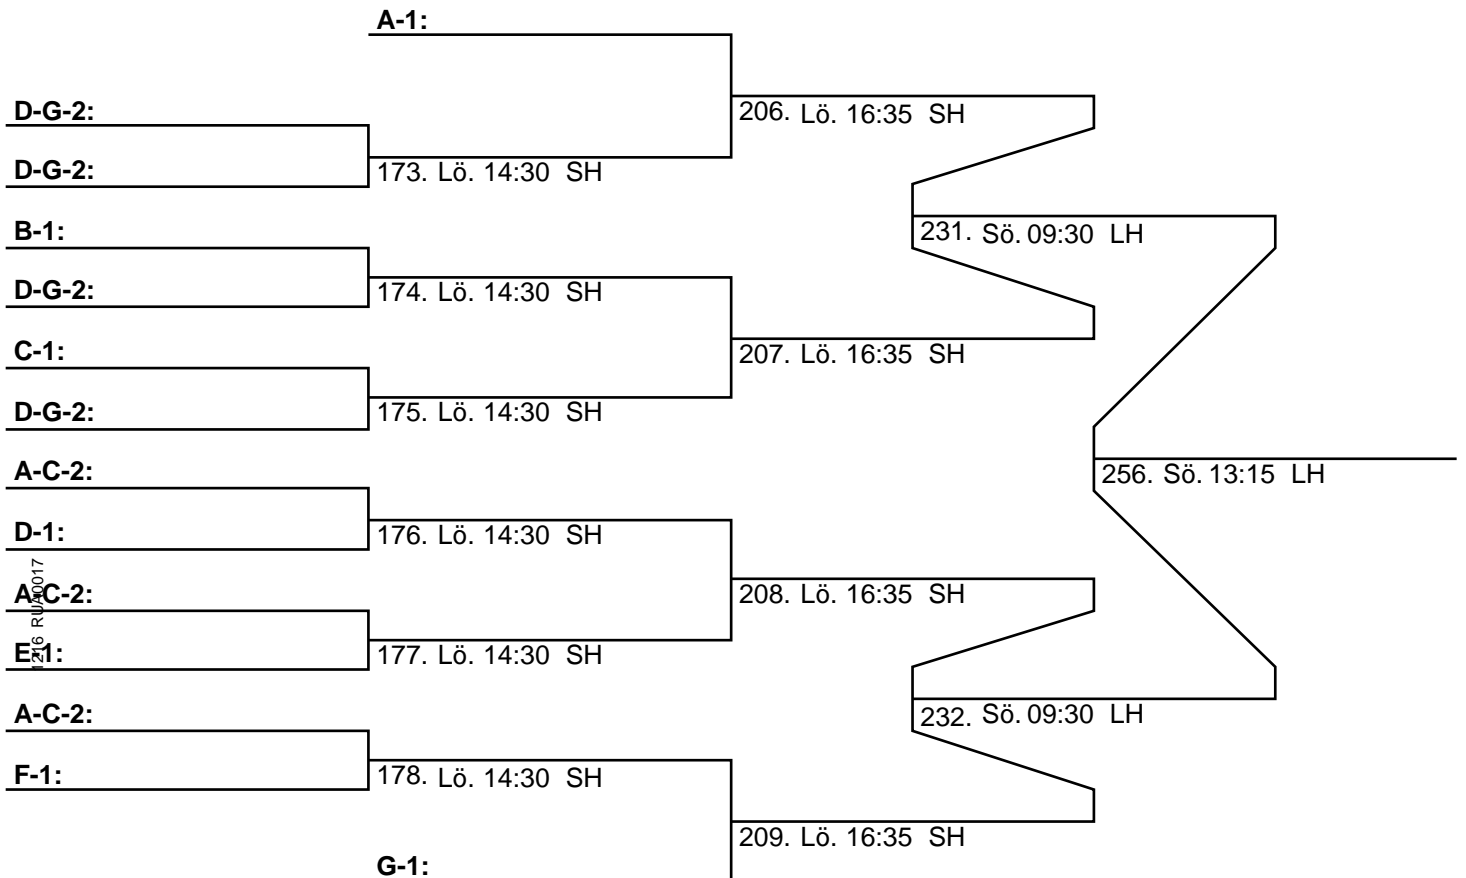 A-1:
D-G-2:
206. Lö. 16:35 SH
D-G-2:
173. Lö. 14:30 SH
B-1:
231. Sö. 09:30 LH
D-G-2:
174. Lö. 14:30 SH
C-1:
207. Lö. 16:35 SH
D-G-2:
175. Lö. 14:30 SH
A-C-2:
256. Sö. 13:15 LH
D-1:
176. Lö. 14:30 SH
A-C-2:
208. Lö. 16:35 SH
E-1:
177. Lö. 14:30 SH
A-C-2:
232. Sö. 09:30 LH
F-1:
178. Lö. 14:30 SH
209. Lö. 16:35 SH
G-1:
1216 RUA0017